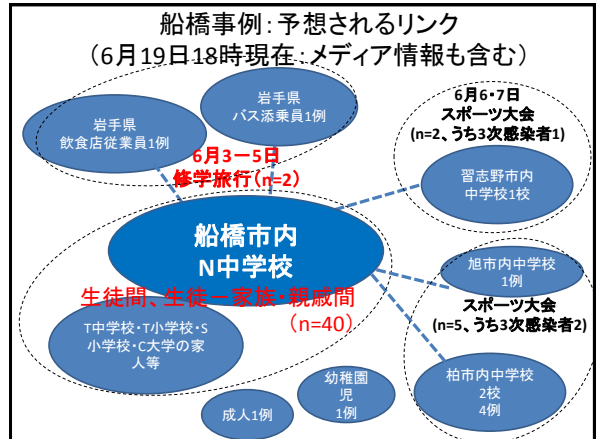 船橋事例：予想されるリンク
（6月19日18時現在：メディア情報も含む）
岩手県
飲食店従業員1例
岩手県
バス添乗員1例
6月3－5日
修学旅行（n=2）
6月6・7日
スポーツ大会
(n=2、うち3次感染者1)
習志野市内
中学校1校
船橋市内
N中学校
生徒間、生徒－家族・親戚間
（n=40）
旭市内中学校
1例
スポーツ大会
(n=5、うち3次感染者2)
T中学校・T小学校・S
小学校・C大学の家
人等
柏市内中学校
2校
4例
幼稚園
児
1例
成人1例